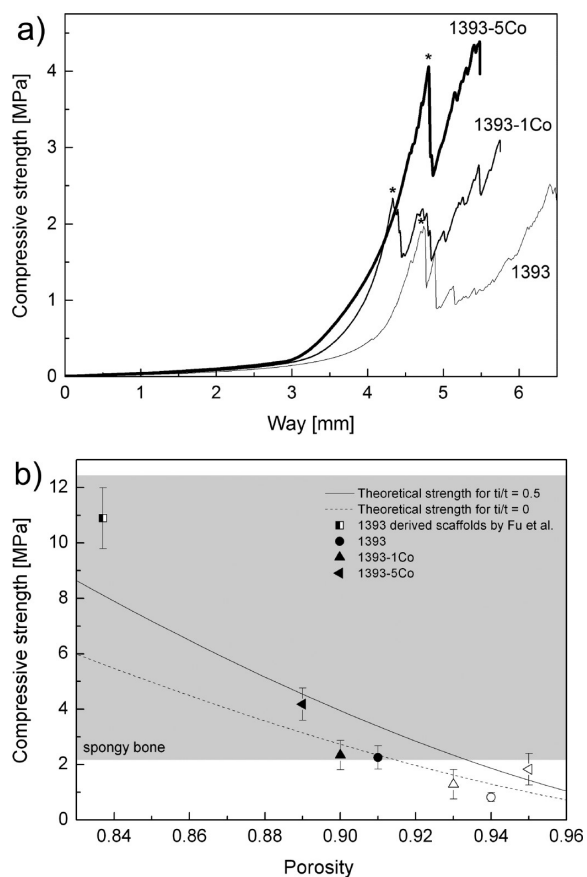 a)
1393-5Co
*
4
Compressive strength [MPa]
3
1393-1Co
*
2
*
1393
1
0
0 1 2 3 4 5 6
Way [mm]
b)
12
Theoretical strength for ti/t = 0.5
Theoretical strength for ti/t = 0
1393 derived scaffolds by Fu et al.
10
1393
1393-1Co
8
1393-5Co
Compressive strength [MPa]
6
4
spongy bone
2
0
0.84 0.86 0.88 0.90 0.92 0.94 0.96
Porosity